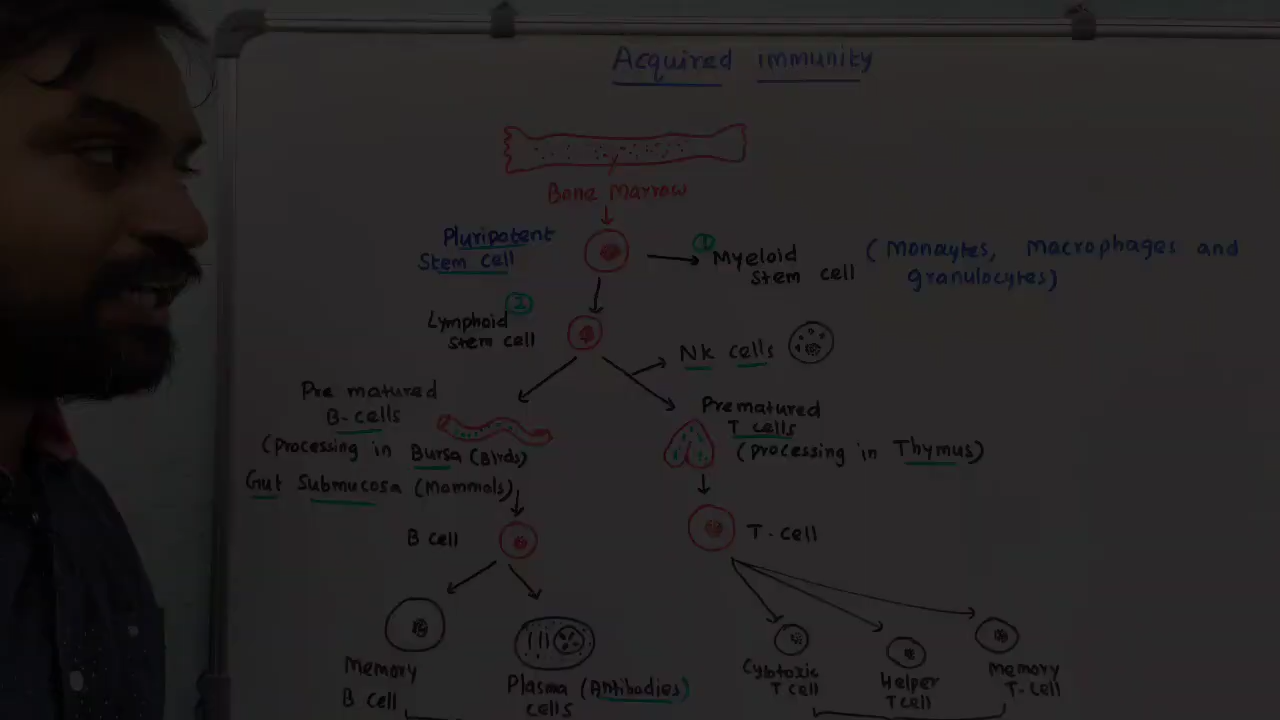 Acquired immunity
Bone Marrow
Pluripotent
Stem cell
① Myeloid
stem cell
(Monocytes, macrophages and
granulocytes)
② Lymphoid
stem cell
NK cells
Pre matured
B-cells
(processing in Bursa (Birds)
Gut Submucosa (Mammals)
Prematured
T cells
(processing in Thymus)
B cell
T-cell
Memory
B cell
Plasma (Antibodies)
cells
Cytotoxic
T cell
Helper
T cell
Memory
T-cell